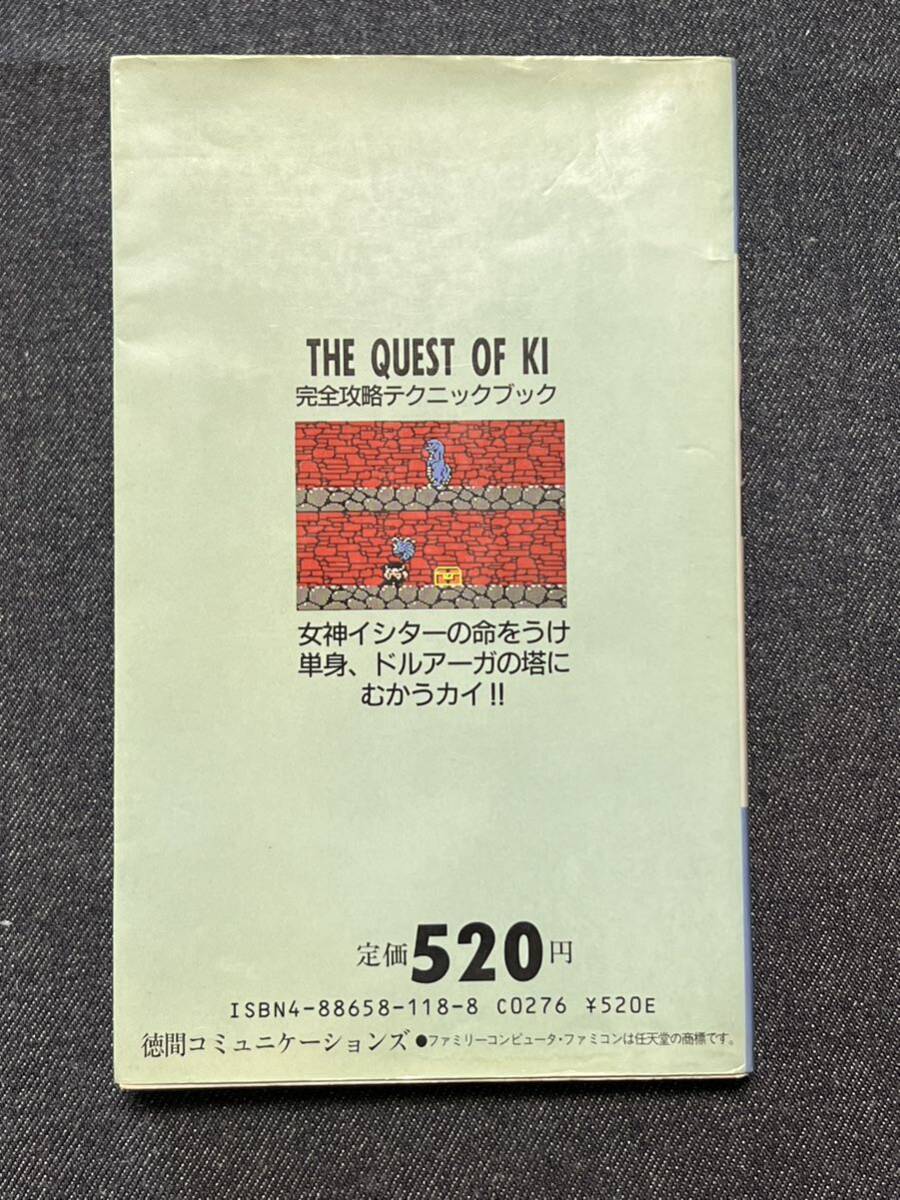 THE QUEST OF KI
完全攻略テクニックブック
女神イシターの命をうけ
単身、ドルアーガの塔に
むかうカイ!!
定価520円
ISBN4-88658-118-8 C0276 ¥520E
徳間コミュニケーションズ ●ファミリーコンピュータ・ファミコンは任天堂の商標です。